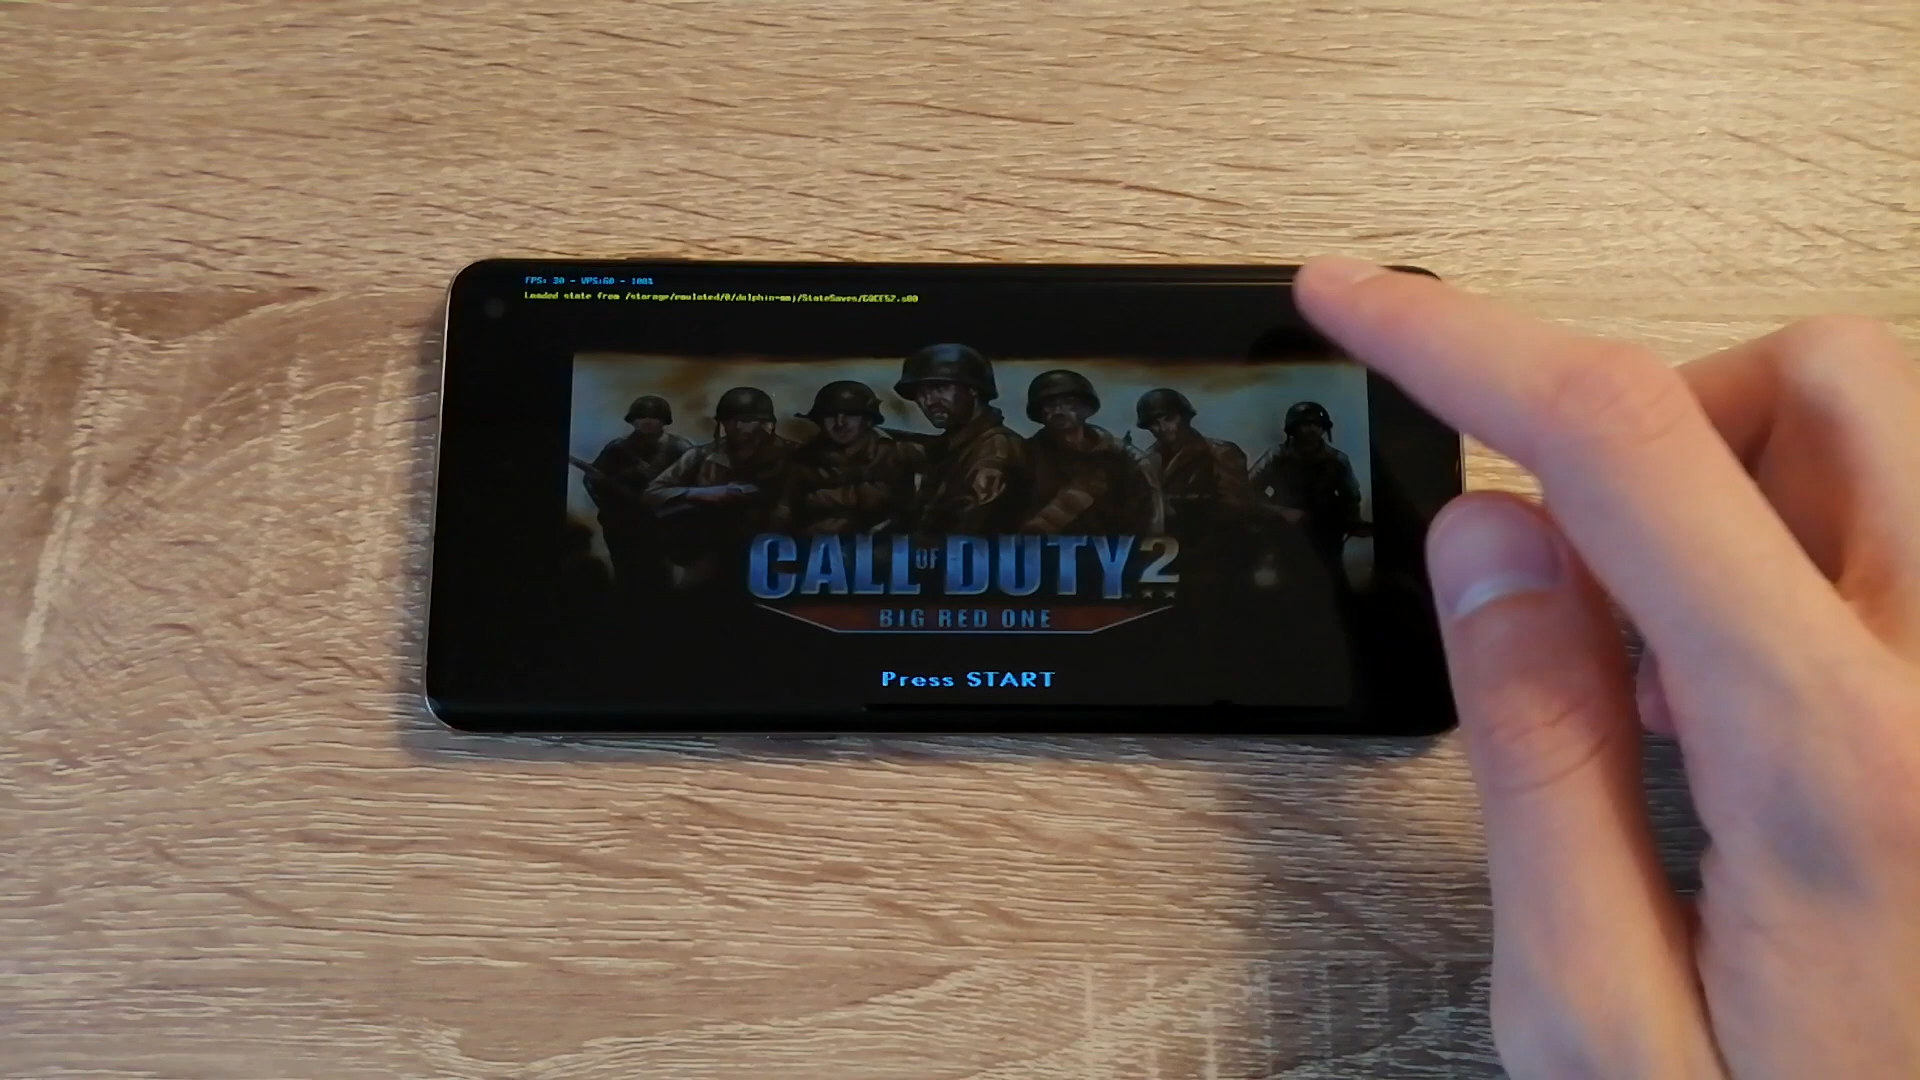 FPS: 30 - VPS:60 - 100%
Loaded state from /storage/emulated/0/dolphin-mmj/StateSaves/GQCE52.s00
CALL OF DUTY 2
BIG RED ONE
Press START